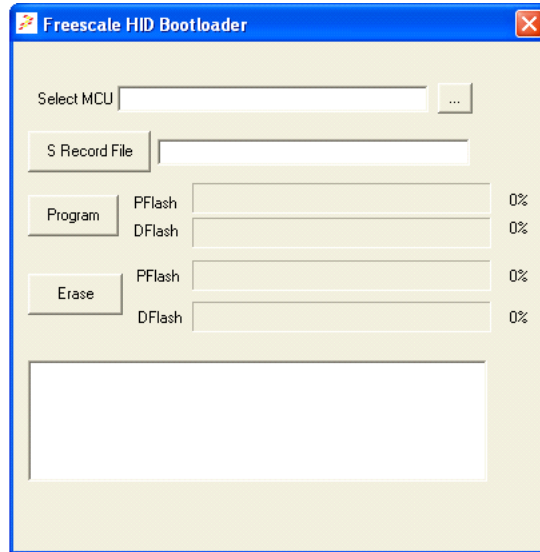 Freescale HID Bootloader
Select MCU ...
S Record File
Program PFlash 0%
DFlash 0%
Erase PFlash 0%
DFlash 0%